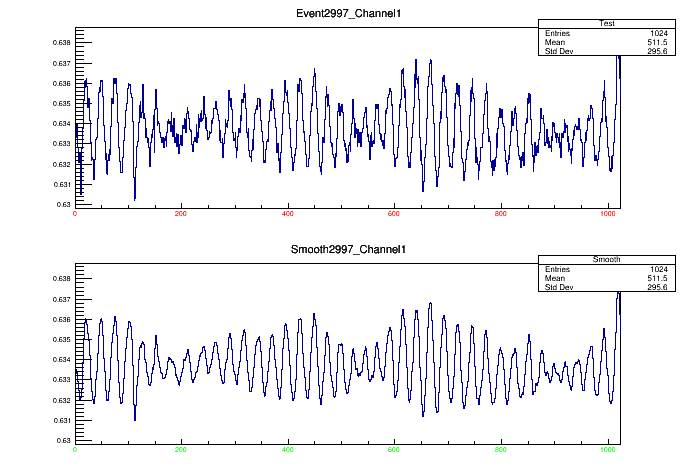 Event2997_Channel1
Test
Entries 1024
Mean 511.5
Std Dev 295.6
0.638
0.637
0.636
0.635
0.634
0.633
0.632
0.631
0.63
0 200 400 600 800 1000
Smooth2997_Channel1
Smooth
Entries 1024
Mean 511.5
Std Dev 295.6
0.638
0.637
0.636
0.635
0.634
0.633
0.632
0.631
0.63
0 200 400 600 800 1000